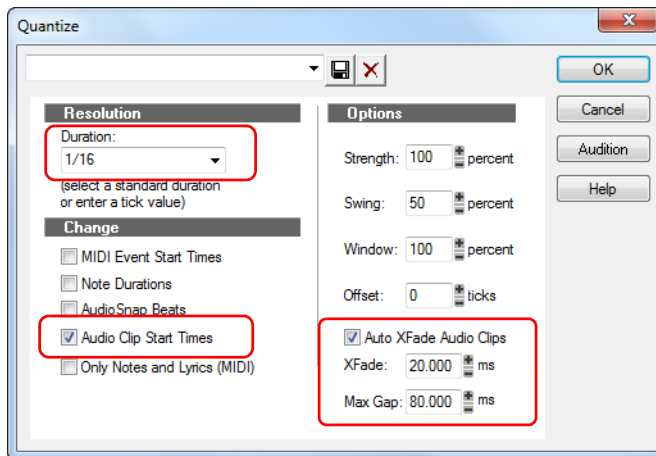 Quantize
OK
Resolution
Options
Cancel
Duration:
1/16
Strength: 100 percent
Audition
(select a standard duration
or enter a tick value)
Swing: 50 percent
Help
Change
MIDI Event Start Times
Window: 100 percent
Note Durations
Offset: 0 ticks
AudioSnap Beats
Audio Clip Start Times
Auto XFade Audio Clips
Only Notes and Lyrics (MIDI)
XFade: 20.000 ms
Max Gap: 80.000 ms